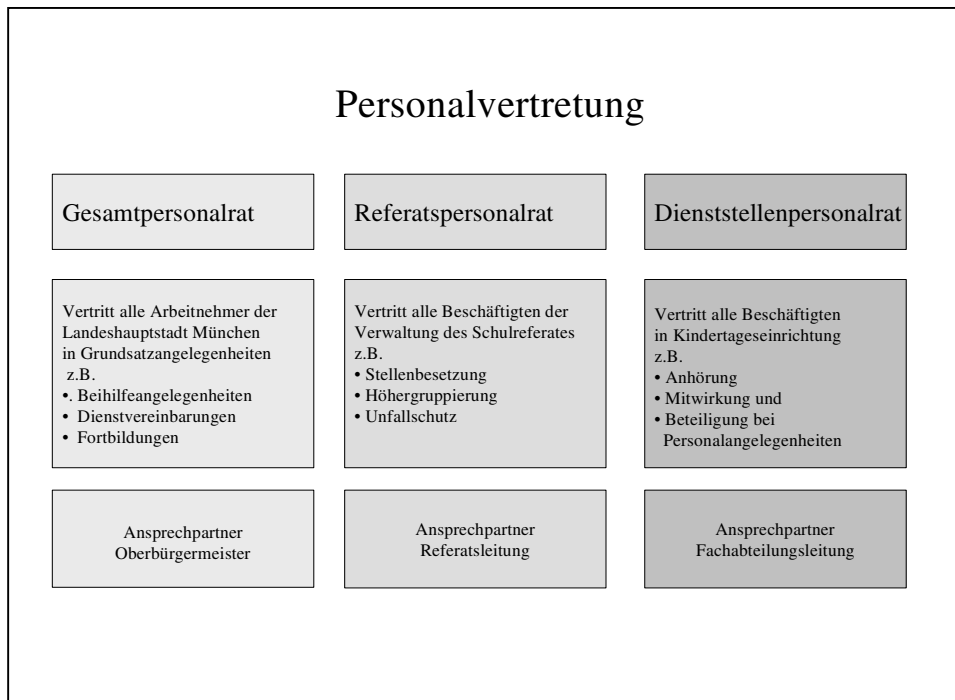 Personalvertretung
Gesamtpersonalrat
Vertritt alle Arbeitnehmer der
Landeshauptstadt München
in Grundsatzangelegenheiten
z.B.
•. Beihilfeangelegenheiten
• Dienstvereinbarungen
• Fortbildungen
Ansprechpartner
Oberbürgermeister
Referatspersonalrat
Vertritt alle Beschäftigten der
Verwaltung des Schulreferates
z.B.
• Stellenbesetzung
• Höhergruppierung
• Unfallschutz
Ansprechpartner
Referatsleitung
Dienststellenpersonalrat
Vertritt alle Beschäftigten
in Kindertageseinrichtung
z.B.
• Anhörung
• Mitwirkung und
• Beteiligung bei
Personalangelegenheiten
Ansprechpartner
Fachabteilungsleitung